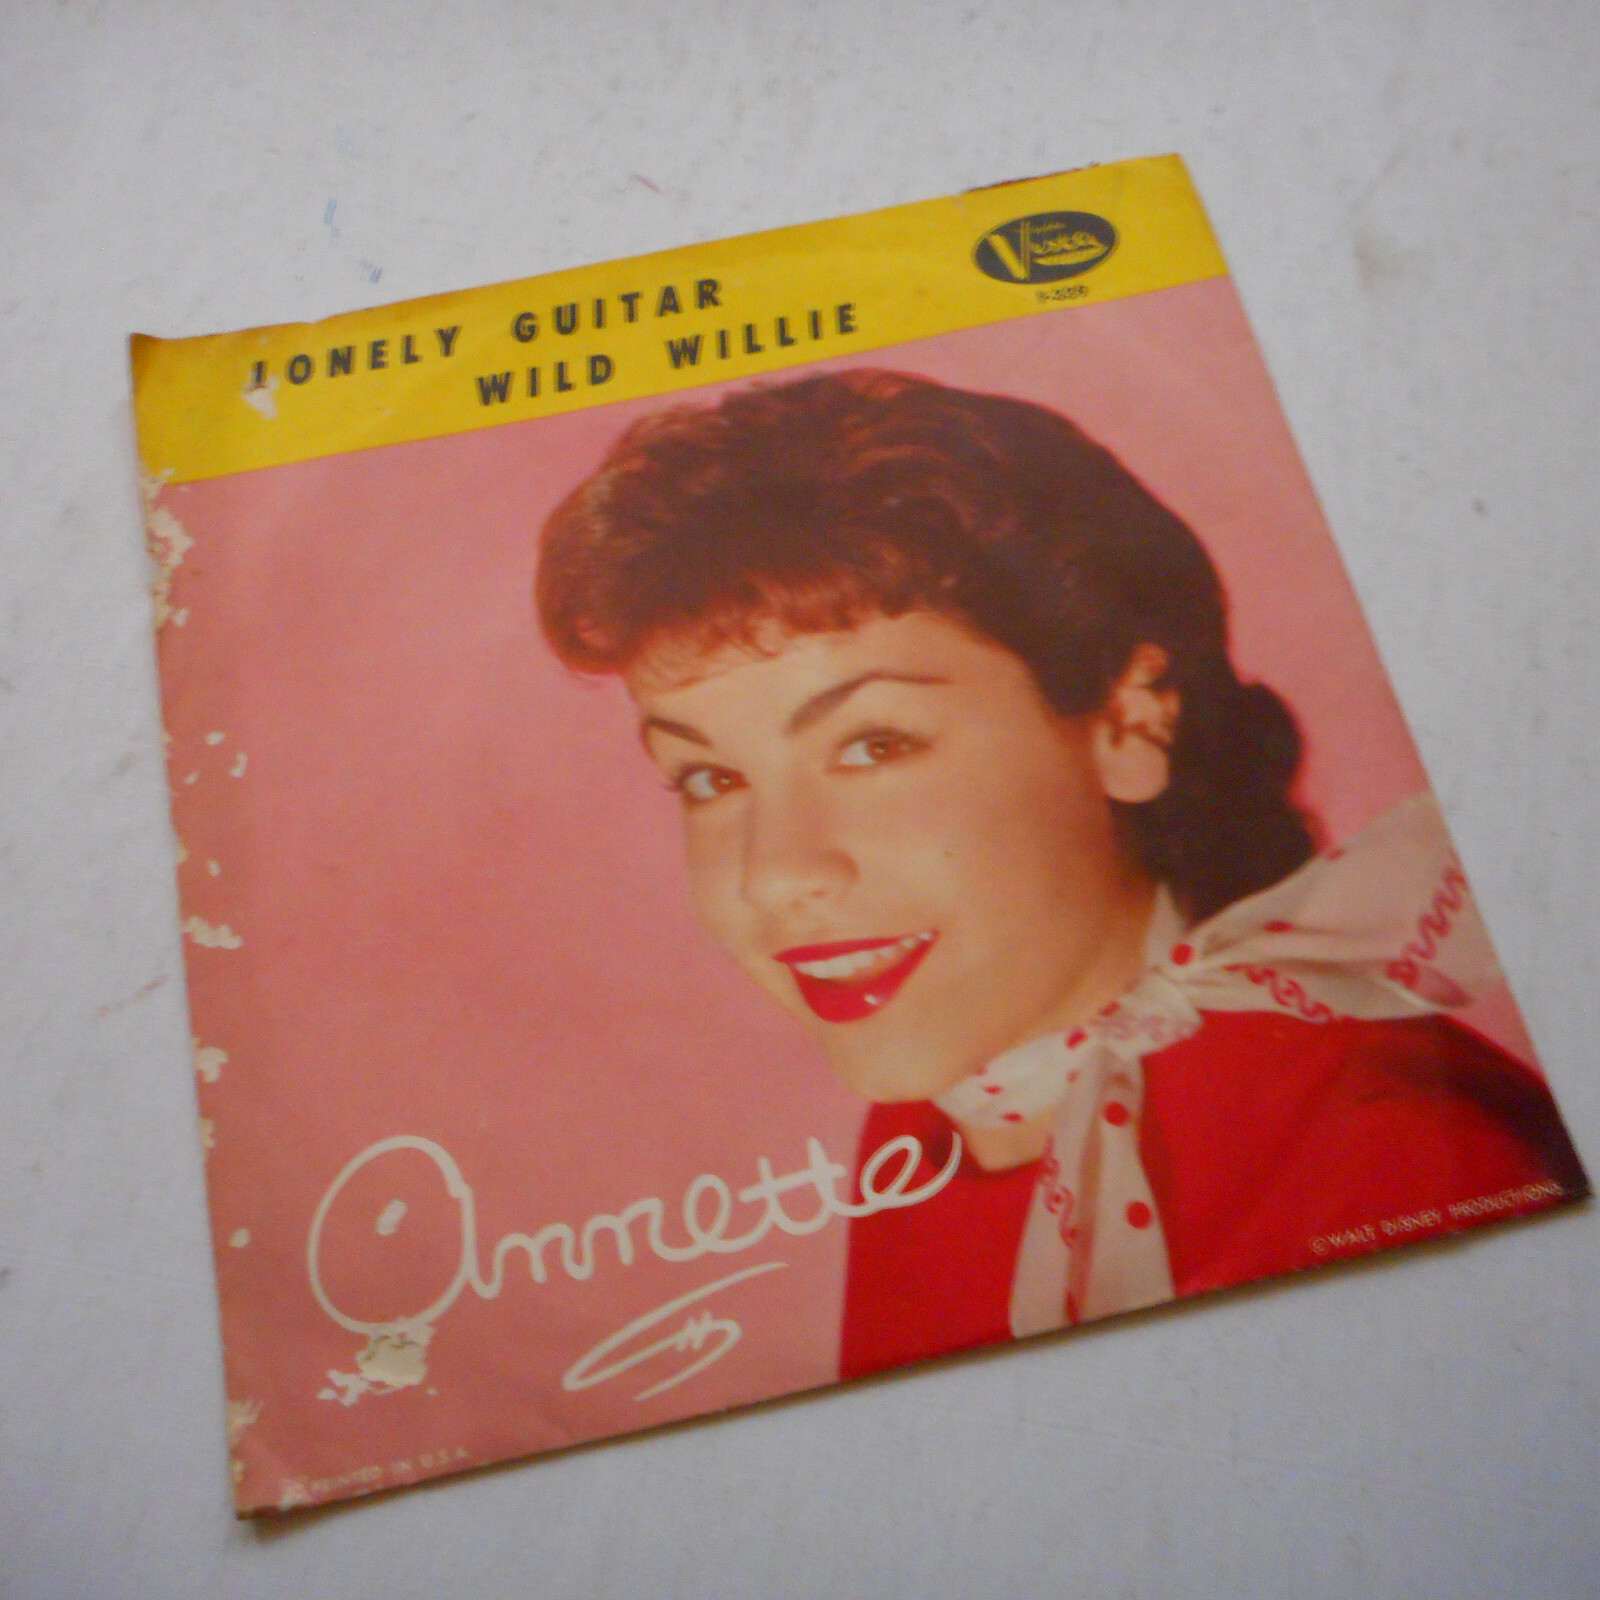 LONELY GUITAR
WILD WILLIE
Vista
Annette
© WALT DISNEY PRODUCTIONS
PRINTED IN U.S.A.